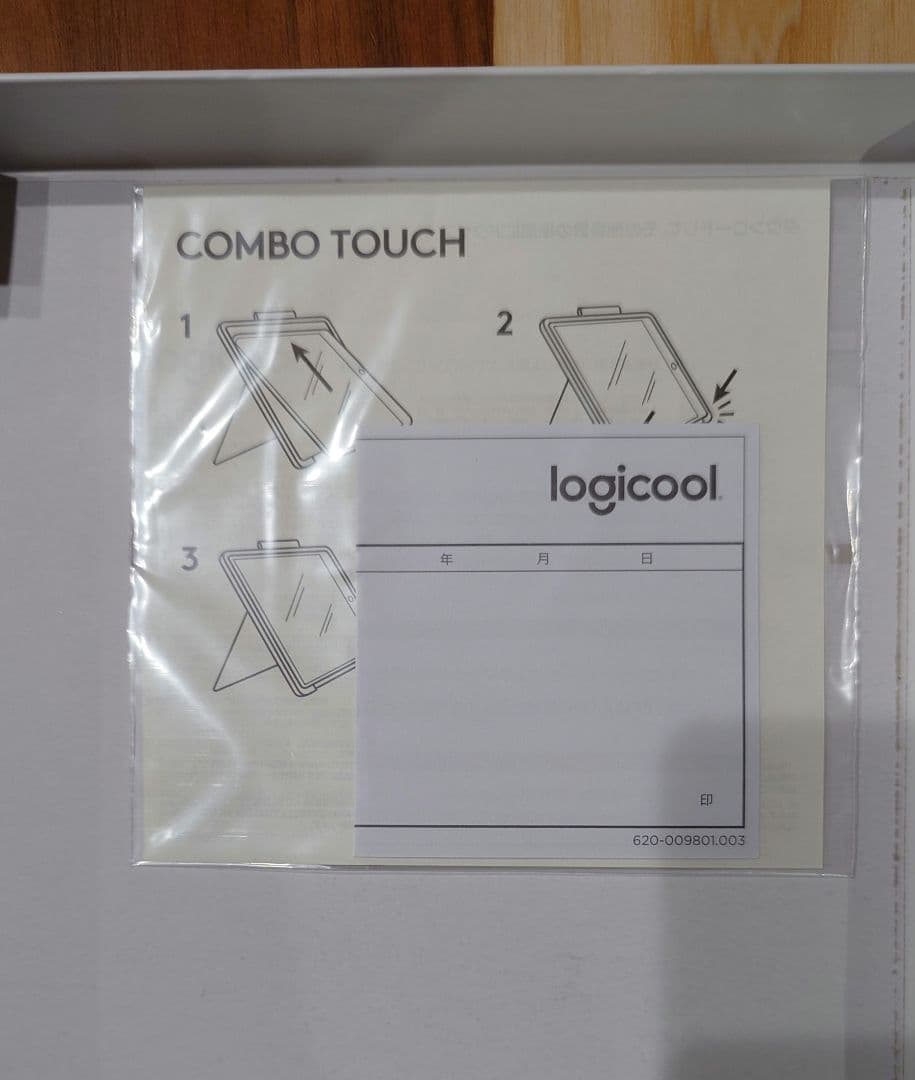 COMBO TOUCH
1
2
3
logicool
年 月 日
印
620-009801.003